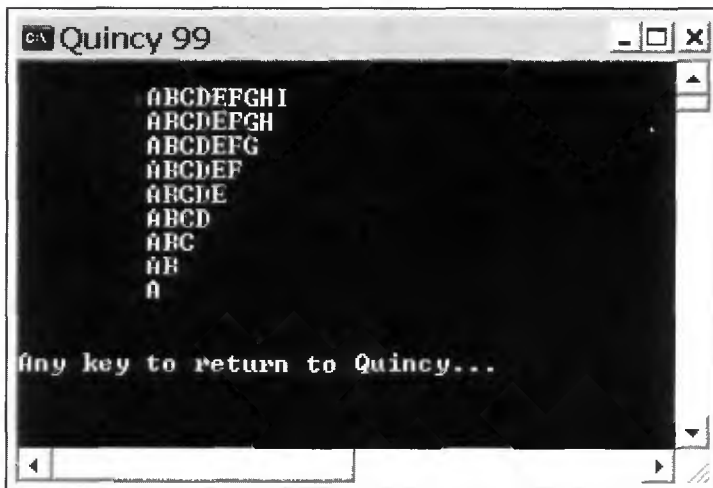 Quincy 99
ABCDEFGHI
ABCDEFGH
ABCDEFG
ABCDEF
ABCDE
ABCD
ABC
AB
A
Any key to return to Quincy...